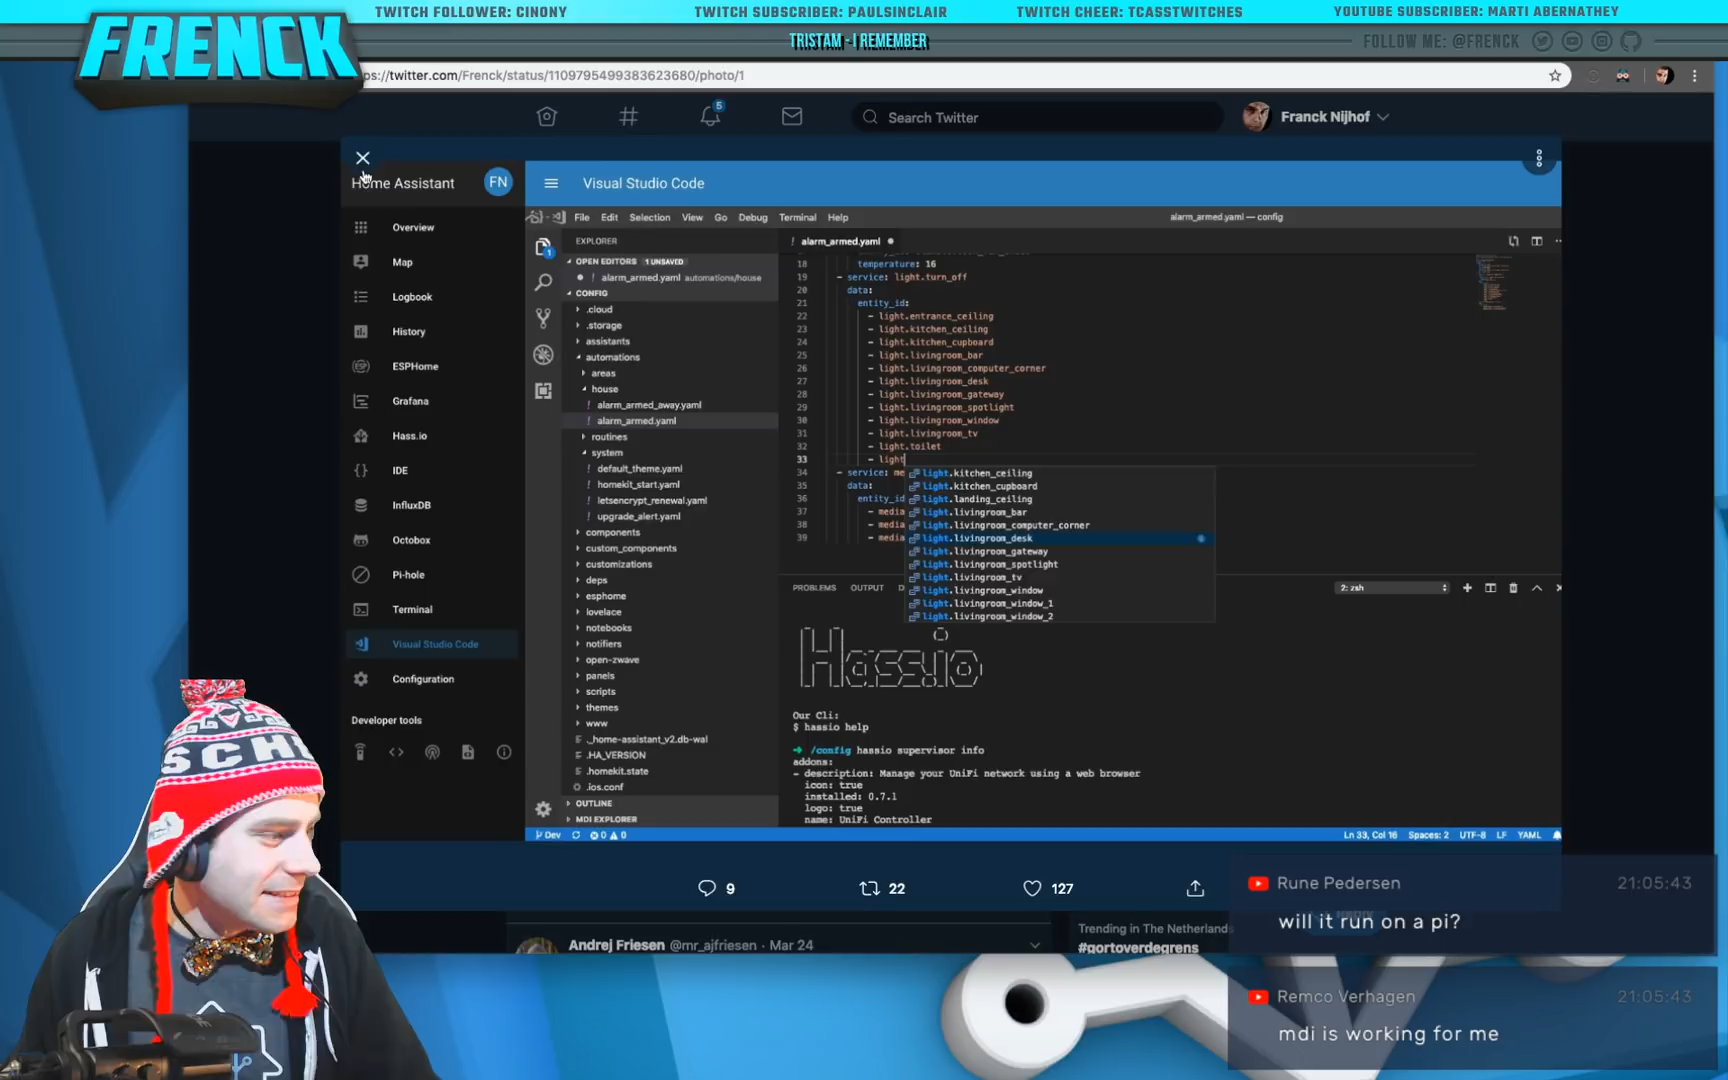 TWITCH FOLLOWER: CINONY
TWITCH SUBSCRIBER: PAULSINCLAIR
TWITCH CHEER: TCASSTWITCHES
YOUTUBE SUBSCRIBER: MARTI ABERNATHEY
FRENCK
TRISTAM - I REMEMBER
FOLLOW ME: @FRENCK
ps://twitter.com/Frenck/status/1109795499383623680/photo/1
5
Search Twitter
Franck Nijhof
Home Assistant
FN
Visual Studio Code
Overview
Map
Logbook
History
ESPHome
Grafana
Hass.io
IDE
InfluxDB
Octobox
Pi-hole
Terminal
Visual Studio Code
Configuration
Developer tools
File Edit Selection View Go Debug Terminal Help
alarm_armed.yaml — config
EXPLORER
OPEN EDITORS 1 UNSAVED
alarm_armed.yaml automations/house
CONFIG
.cloud
.storage
assistants
automations
areas
house
! alarm_armed_away.yaml
! alarm_armed.yaml
routines
system
! default_theme.yaml
! homekit_start.yaml
! letsencrypt_renewal.yaml
! upgrade_alert.yaml
components
custom_components
customizations
deps
esphome
lovelace
notebooks
notifiers
open-zwave
panels
scripts
themes
www
._home-assistant_v2.db-wal
.HA_VERSION
.homekit.state
.ios.conf
OUTLINE
MDI EXPLORER
! alarm_armed.yaml
18 temperature: 16
19 - service: light.turn_off
20 data:
21 entity_id:
22 - light.entrance_ceiling
23 - light.kitchen_ceiling
24 - light.kitchen_cupboard
25 - light.livingroom_bar
26 - light.livingroom_computer_corner
27 - light.livingroom_desk
28 - light.livingroom_gateway
29 - light.livingroom_spotlight
30 - light.livingroom_window
31 - light.livingroom_tv
32 - light.toilet
33 - light
34 - service: me
35 data:
36 entity_id
37 - media
38 - media
39 - media
light.kitchen_ceiling
light.kitchen_cupboard
light.landing_ceiling
light.livingroom_bar
light.livingroom_computer_corner
light.livingroom_desk
light.livingroom_gateway
light.livingroom_spotlight
light.livingroom_tv
light.livingroom_window
light.livingroom_window_1
light.livingroom_window_2
PROBLEMS OUTPUT D
2: zsh
Hass.io
Our Cli:
$ hassio help
➜ /config hassio supervisor info
addons:
- description: Manage your UniFi network using a web browser
icon: true
installed: 0.7.1
logo: true
name: UniFi Controller
Dev 0 0
Ln 33, Col 16 Spaces: 2 UTF-8 LF YAML
9
22
127
Andrej Friesen @mr_ajfriesen · Mar 24
Trending in The Netherlands
#gortoverdegrens
Rune Pedersen 21:05:43
will it run on a pi?
Remco Verhagen 21:05:43
mdi is working for me
SCH